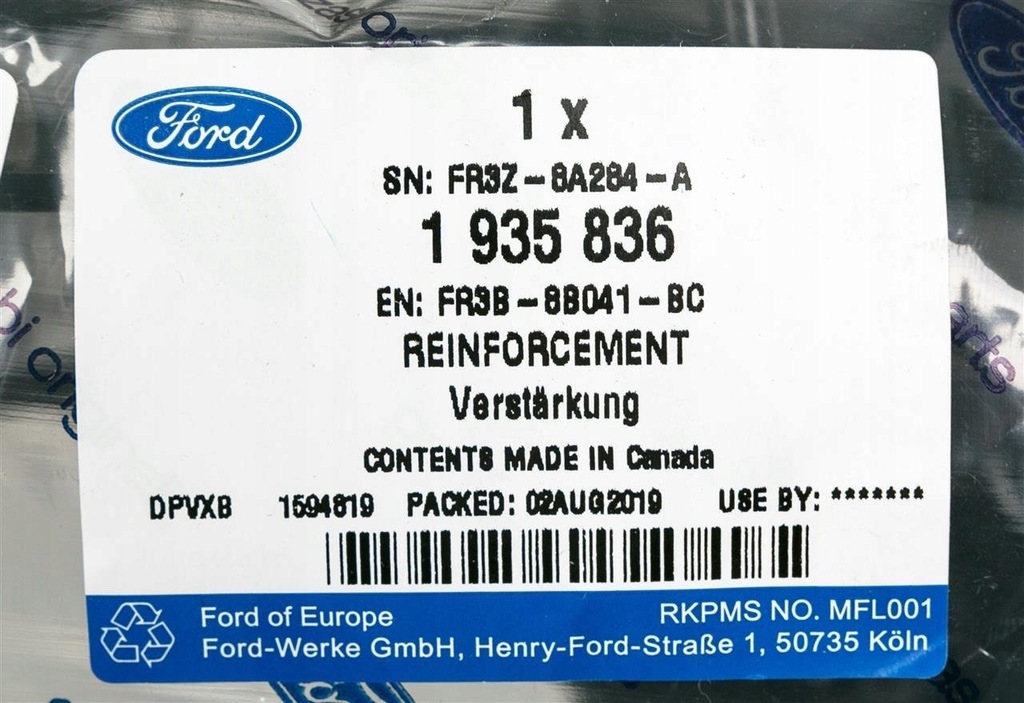 Ford
1 x
SN: FR3Z-8A284-A
1 935 836
EN: FR3B-8B041-BC
REINFORCEMENT
Verstärkung
CONTENTS MADE IN Canada
DPVXB 1594819 PACKED: 02AUG2019 USE BY: *******
Ford of Europe
RKPMS NO. MFL001
Ford-Werke GmbH, Henry-Ford-Straße 1, 50735 Köln